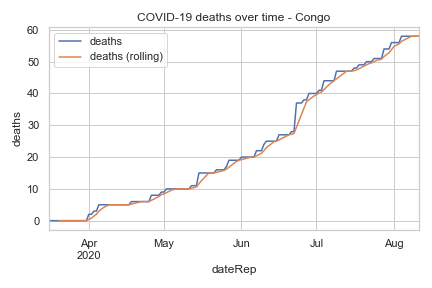 COVID-19 deaths over time - Congo
deaths
deaths (rolling)
60
50
40
30
20
10
0
deaths
Apr
2020
May
Jun
Jul
Aug
dateRep